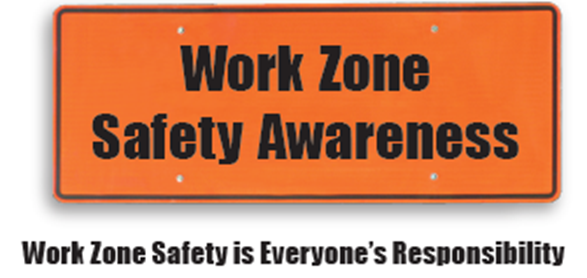 Work Zone
Safety Awareness
Work Zone Safety is Everyone's Responsibility